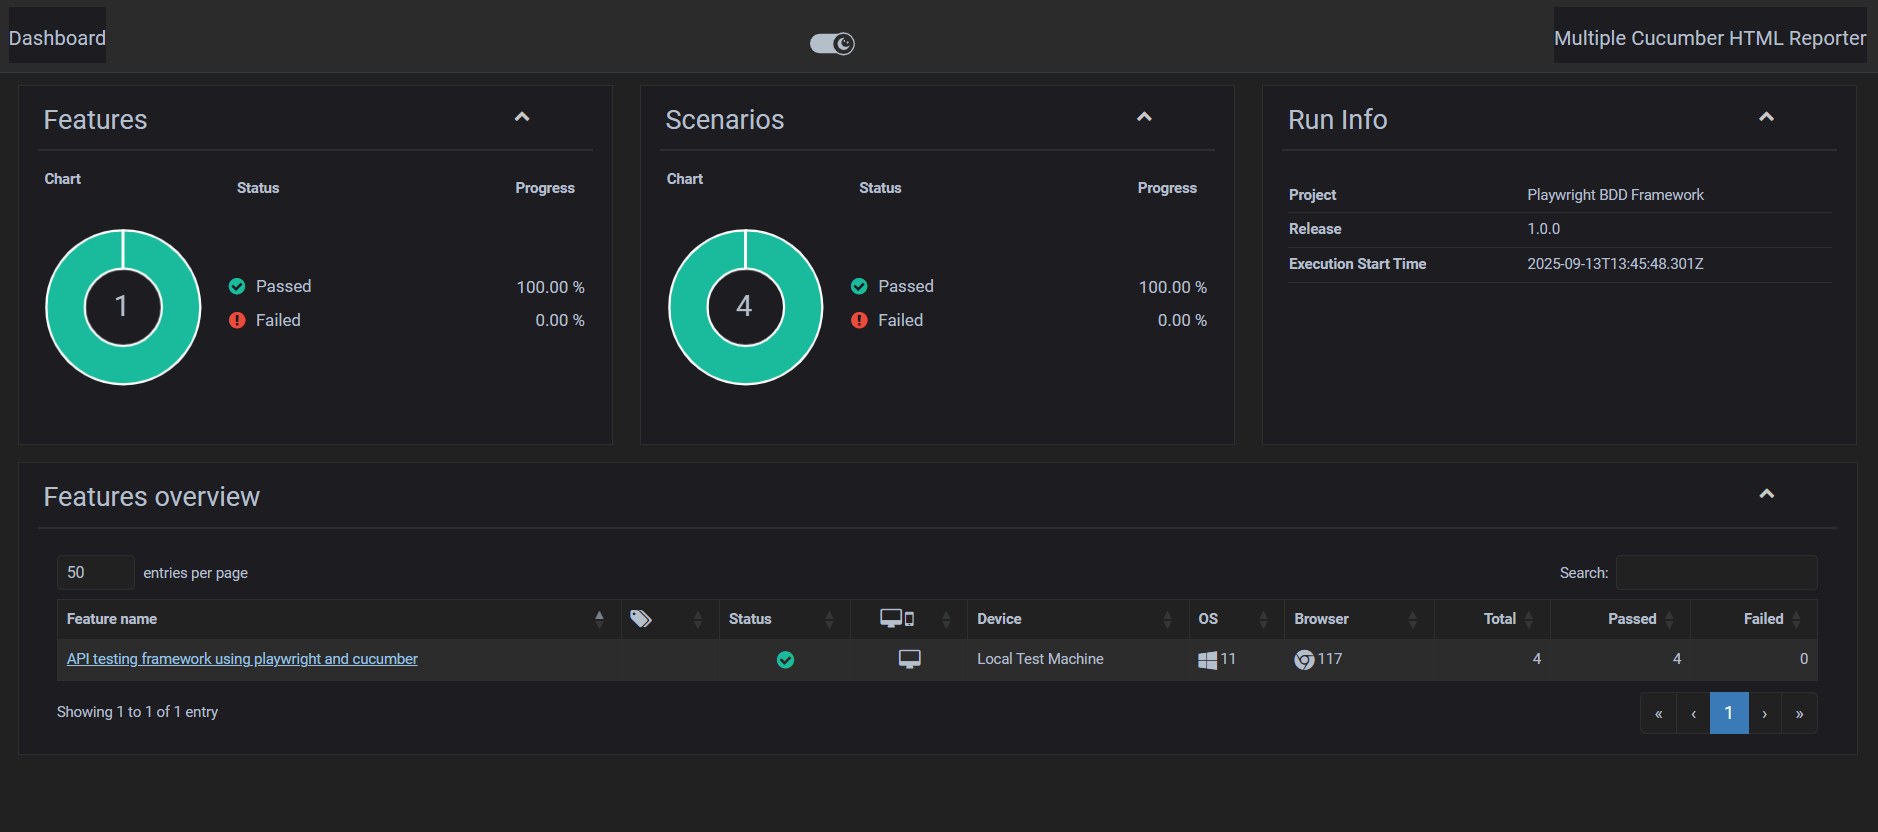 Dashboard
Multiple Cucumber HTML Reporter
Features
Chart
Status
Progress
1
Passed
100.00 %
Failed
0.00 %
Scenarios
Chart
Status
Progress
4
Passed
100.00 %
Failed
0.00 %
Run Info
Project Playwright BDD Framework
Release 1.0.0
Execution Start Time 2025-09-13T13:45:48.301Z
Features overview
50 entries per page
Search:
Feature name Status Device OS Browser Total Passed Failed
API testing framework using playwright and cucumber Local Test Machine 11 117 4 4 0
Showing 1 to 1 of 1 entry
« ‹ 1 › »